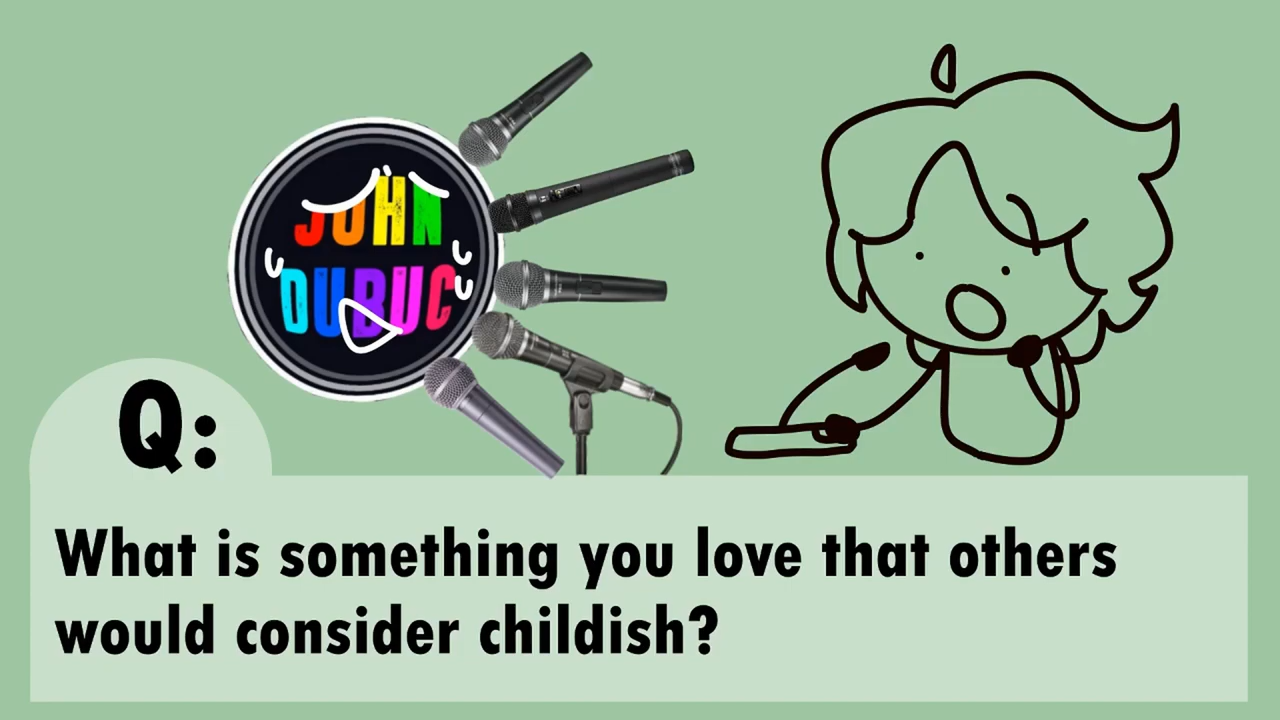 JOHN
DUBUC
Q:
What is something you love that others
would consider childish?